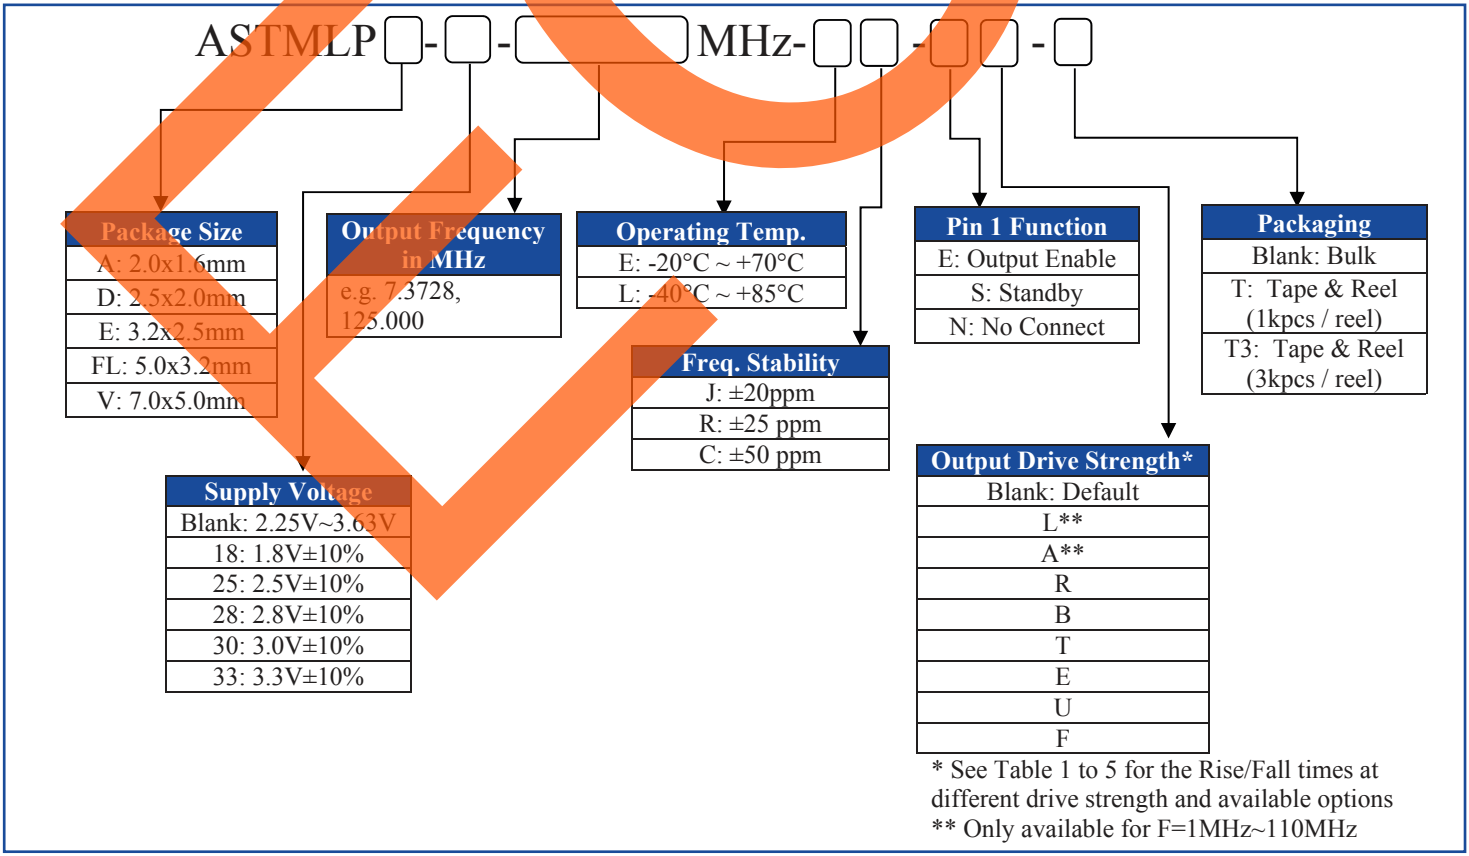 ASTMLP - - MHz- - -
Package Size
A: 2.0x1.6mm
D: 2.5x2.0mm
E: 3.2x2.5mm
FL: 5.0x3.2mm
V: 7.0x5.0mm
Output Frequency
in MHz
e.g. 7.3728,
125.000
Operating Temp.
E: -20°C ~ +70°C
L: -40°C ~ +85°C
Pin 1 Function
E: Output Enable
S: Standby
N: No Connect
Packaging
Blank: Bulk
T: Tape & Reel
(1kpcs / reel)
T3: Tape & Reel
(3kpcs / reel)
Freq. Stability
J: ±20ppm
R: ±25 ppm
C: ±50 ppm
Supply Voltage
Blank: 2.25V~3.63V
18: 1.8V±10%
25: 2.5V±10%
28: 2.8V±10%
30: 3.0V±10%
33: 3.3V±10%
Output Drive Strength*
Blank: Default
L**
A**
R
B
T
E
U
F
* See Table 1 to 5 for the Rise/Fall times at
different drive strength and available options
** Only available for F=1MHz~110MHz